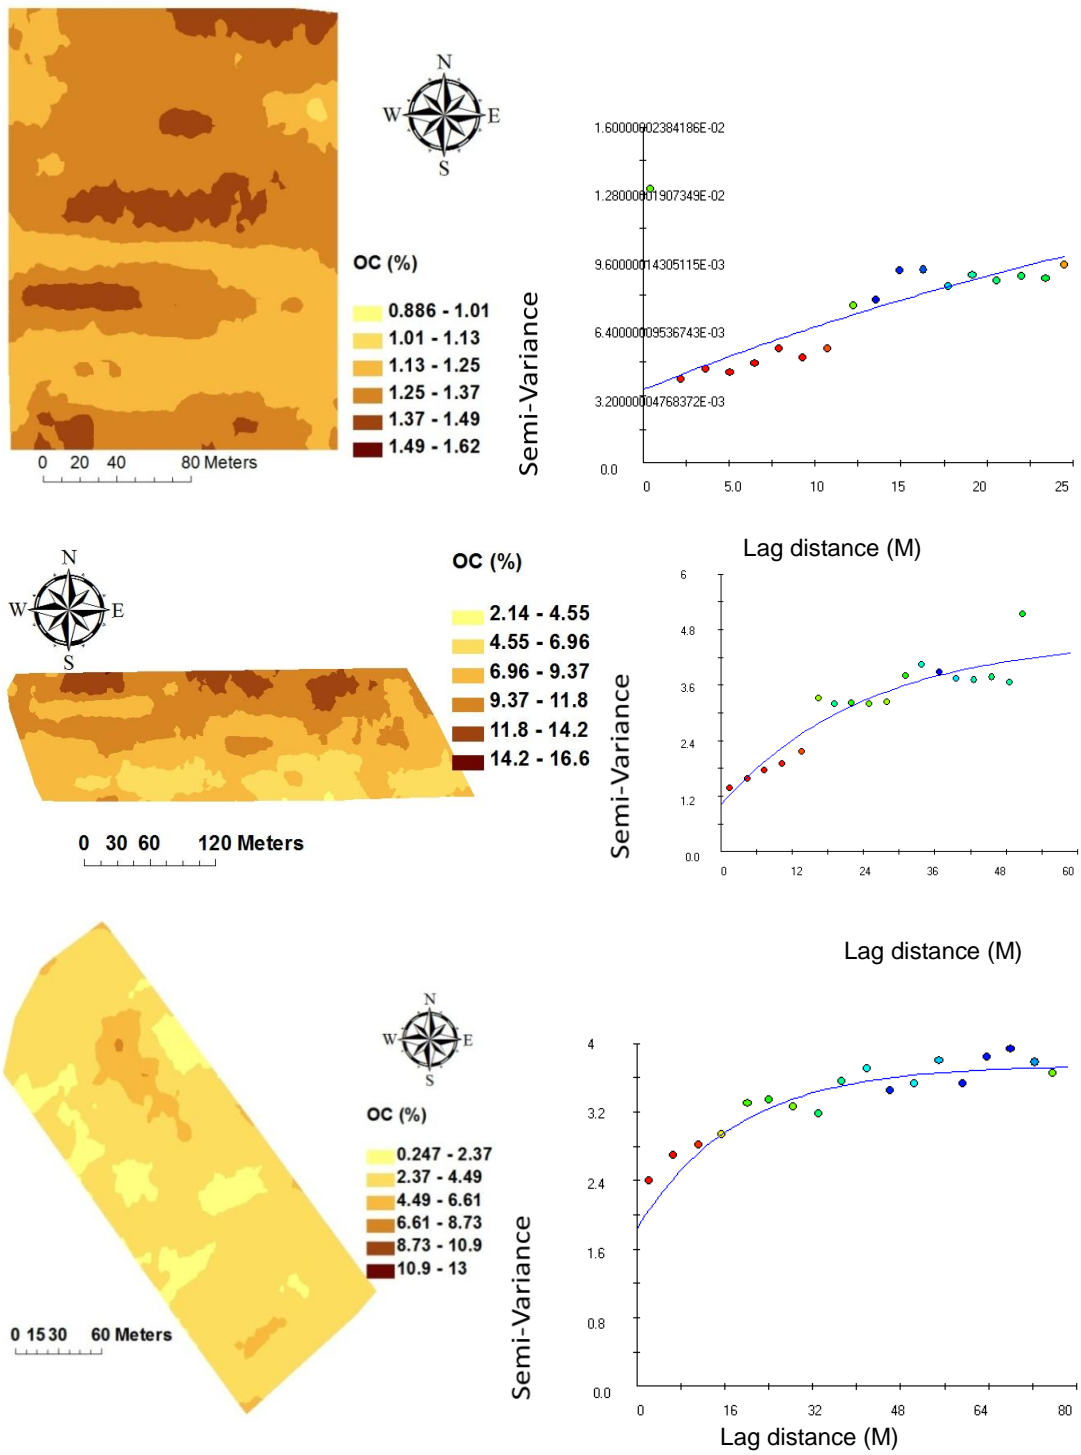 N
W E
S
OC (%)
0.886 - 1.01
1.01 - 1.13
1.13 - 1.25
1.25 - 1.37
1.37 - 1.49
1.49 - 1.62
0 20 40 80 Meters
Semi-Variance
1.60000002384186E-02
1.28000001907349E-02
9.60000014305115E-03
6.40000009536743E-03
3.20000004768372E-03
0.0
0 5.0 10 15 20 25
Lag distance (M)
N
W E
S
OC (%)
2.14 - 4.55
4.55 - 6.96
6.96 - 9.37
9.37 - 11.8
11.8 - 14.2
14.2 - 16.6
0 30 60 120 Meters
Semi-Variance
6
4.8
3.6
2.4
1.2
0.0
0 12 24 36 48 60
Lag distance (M)
N
W E
S
OC (%)
0.247 - 2.37
2.37 - 4.49
4.49 - 6.61
6.61 - 8.73
8.73 - 10.9
10.9 - 13
0 15 30 60 Meters
Semi-Variance
4
3.2
2.4
1.6
0.8
0.0
0 16 32 48 64 80
Lag distance (M)